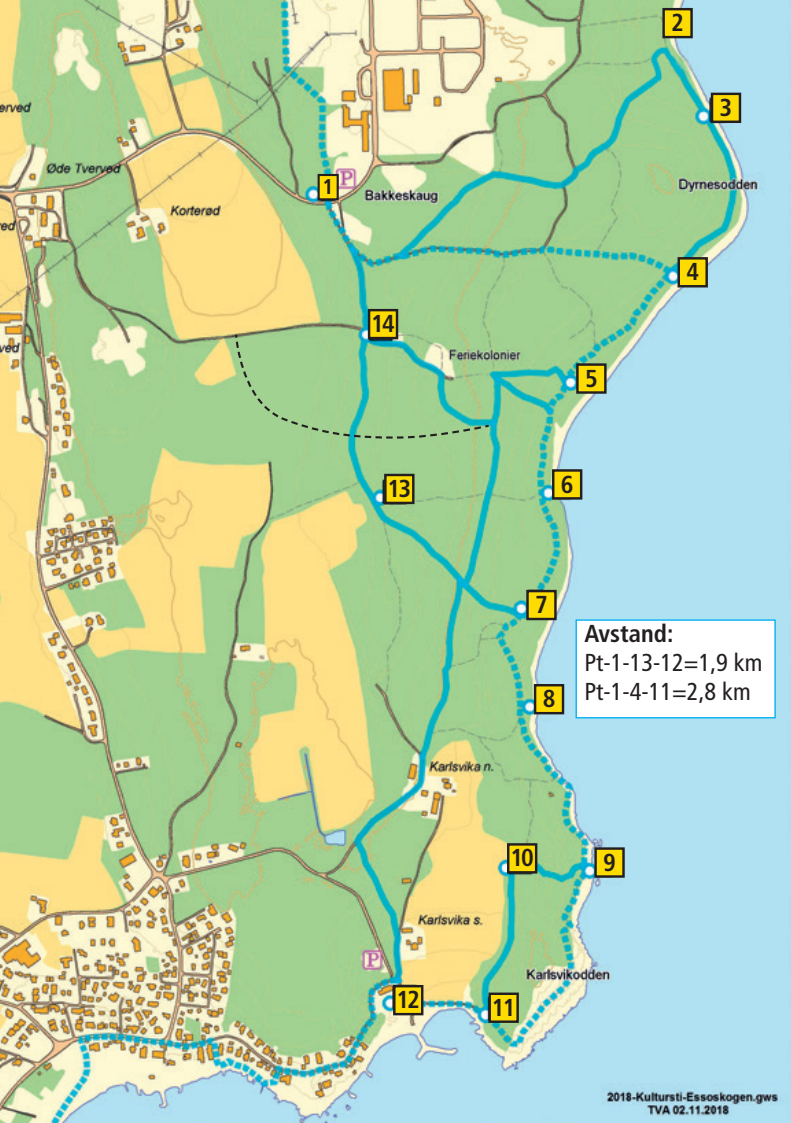 2
3
erved
Øde Tverved
P
1
Bakkeskaug
Dyrnesodden
Korterød
4
14
Feriekolonier
5
13
6
7
Avstand:
Pt-1-13-12=1,9 km
Pt-1-4-11=2,8 km
8
Karlsvika n.
10
9
Karlsvika s.
P
Karlsvikodden
12
11
2018-Kultursti-Essoskogen.gws
TVA 02.11.2018